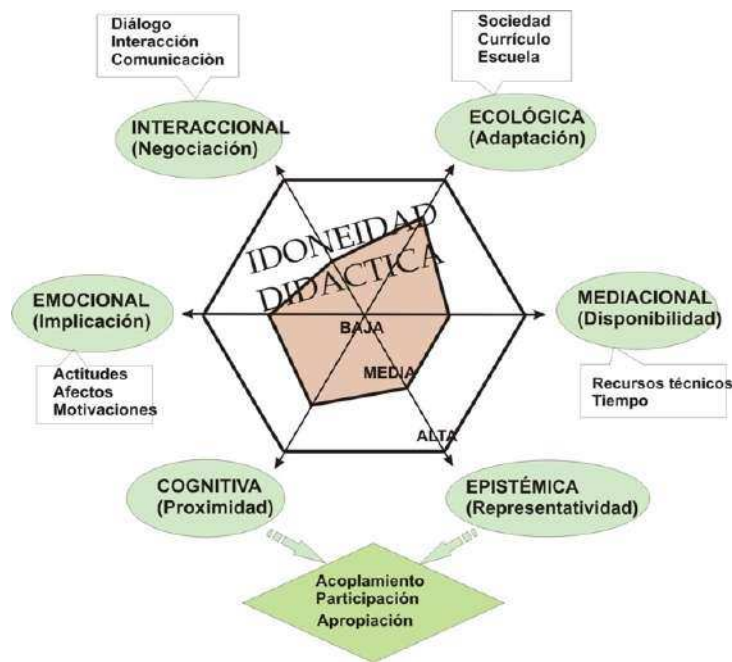 Diálogo
Interacción
Comunicaciòn
Sociedad
Currículo
Escuela
INTERACCIONAL
(Negociación)
ECOLÓGICA
(Adaptación)
IDONEIDAD
DIDACTICA
EMOCIONAL
(Implicación)
MEDIACIONAL
(Disponibilidad)
BAJA
MEDIA
ALTA
Actitudes
Afectos
Motivaciones
Recursos técnicos
Tiempo
COGNITIVA
(Proximidad)
EPISTÉMICA
(Representatividad)
Acoplamiento
Participación
Apropiación